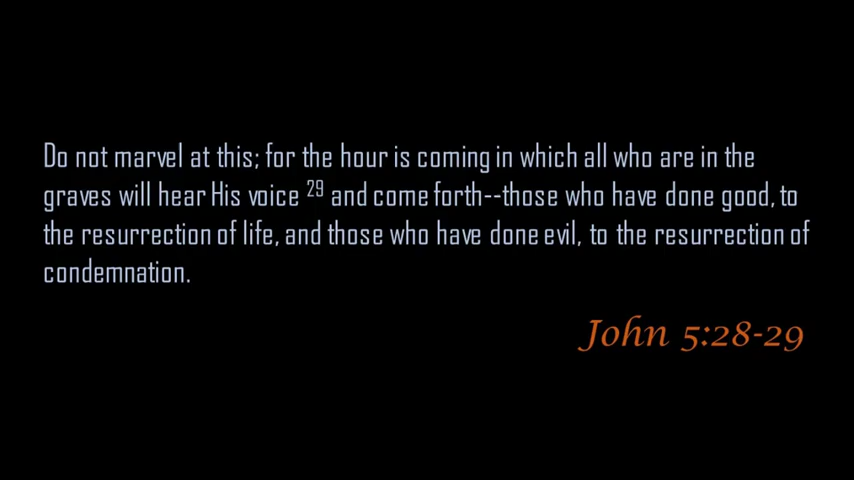 Do not marvel at this; for the hour is coming in which all who are in the
graves will hear His voice 29 and come forth--those who have done good, to
the resurrection of life, and those who have done evil, to the resurrection of
condemnation.
John 5:28-29